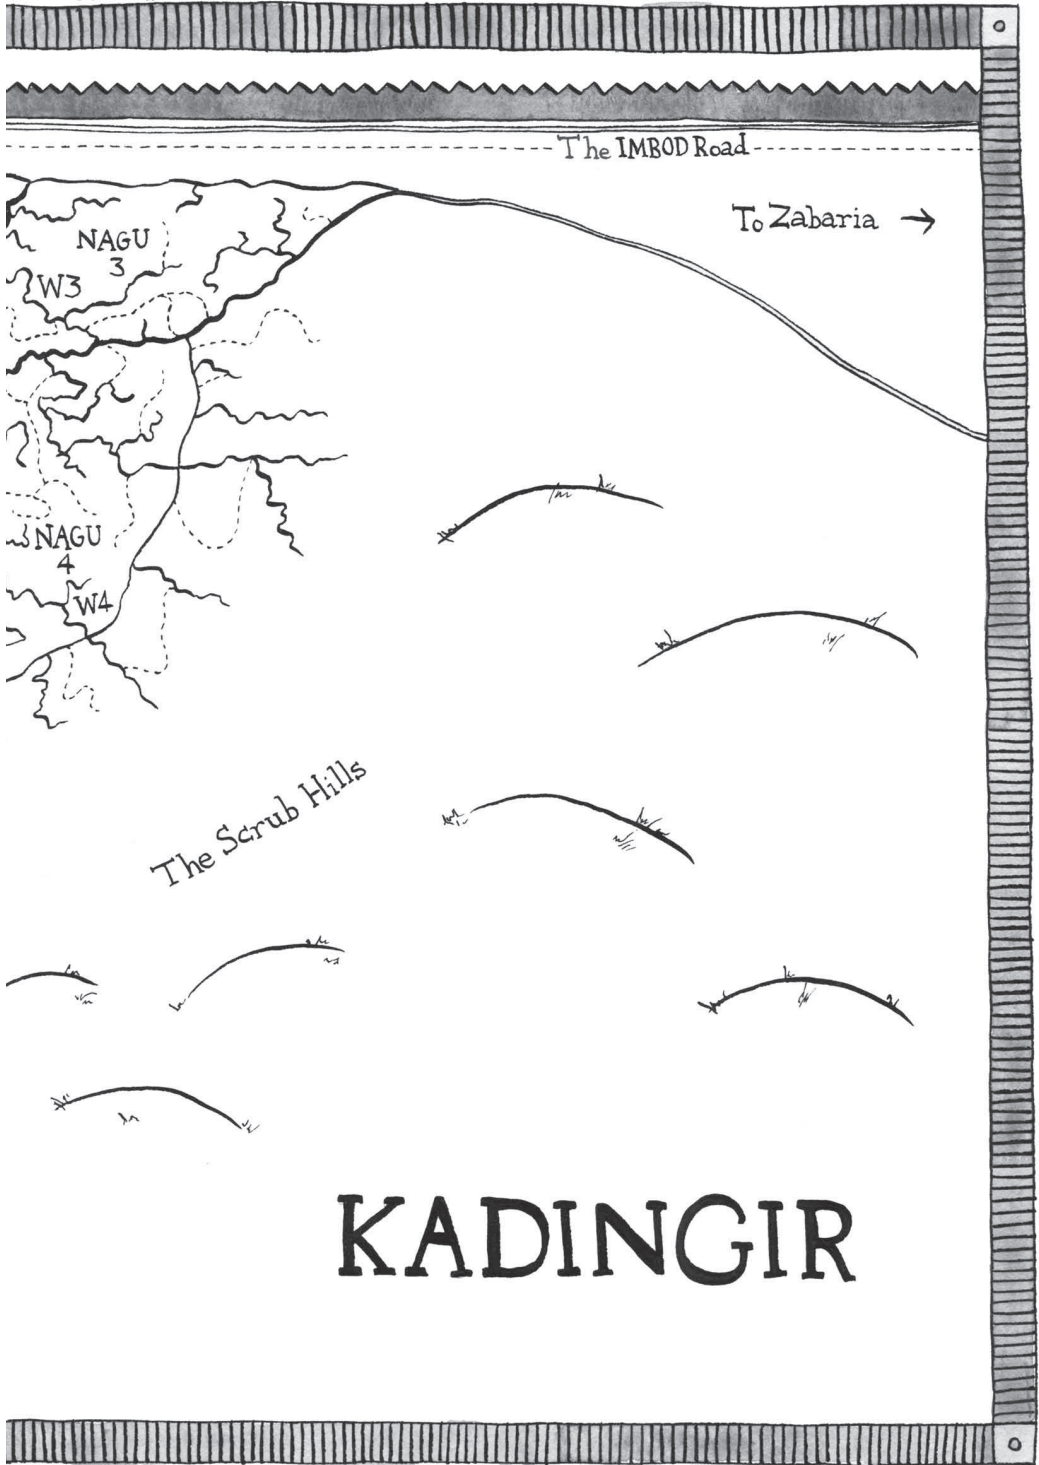 The IMBOD Road
To Zabaria →
NAGU
3
W3
NAGU
4
W4
The Scrub Hills
KADINGIR